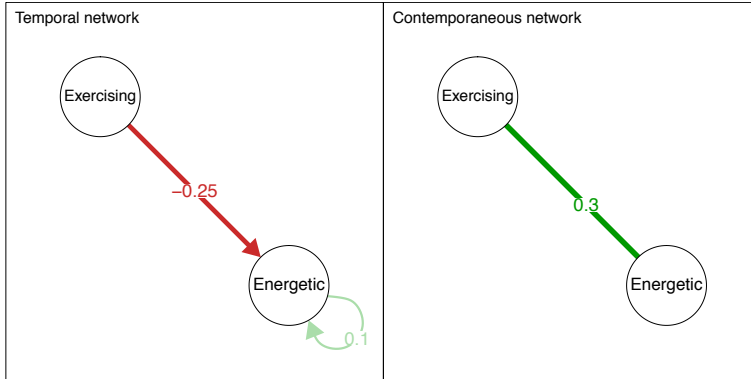 Temporal network
Exercising
−0.25
Energetic
0.1
Contemporaneous network
Exercising
0.3
Energetic